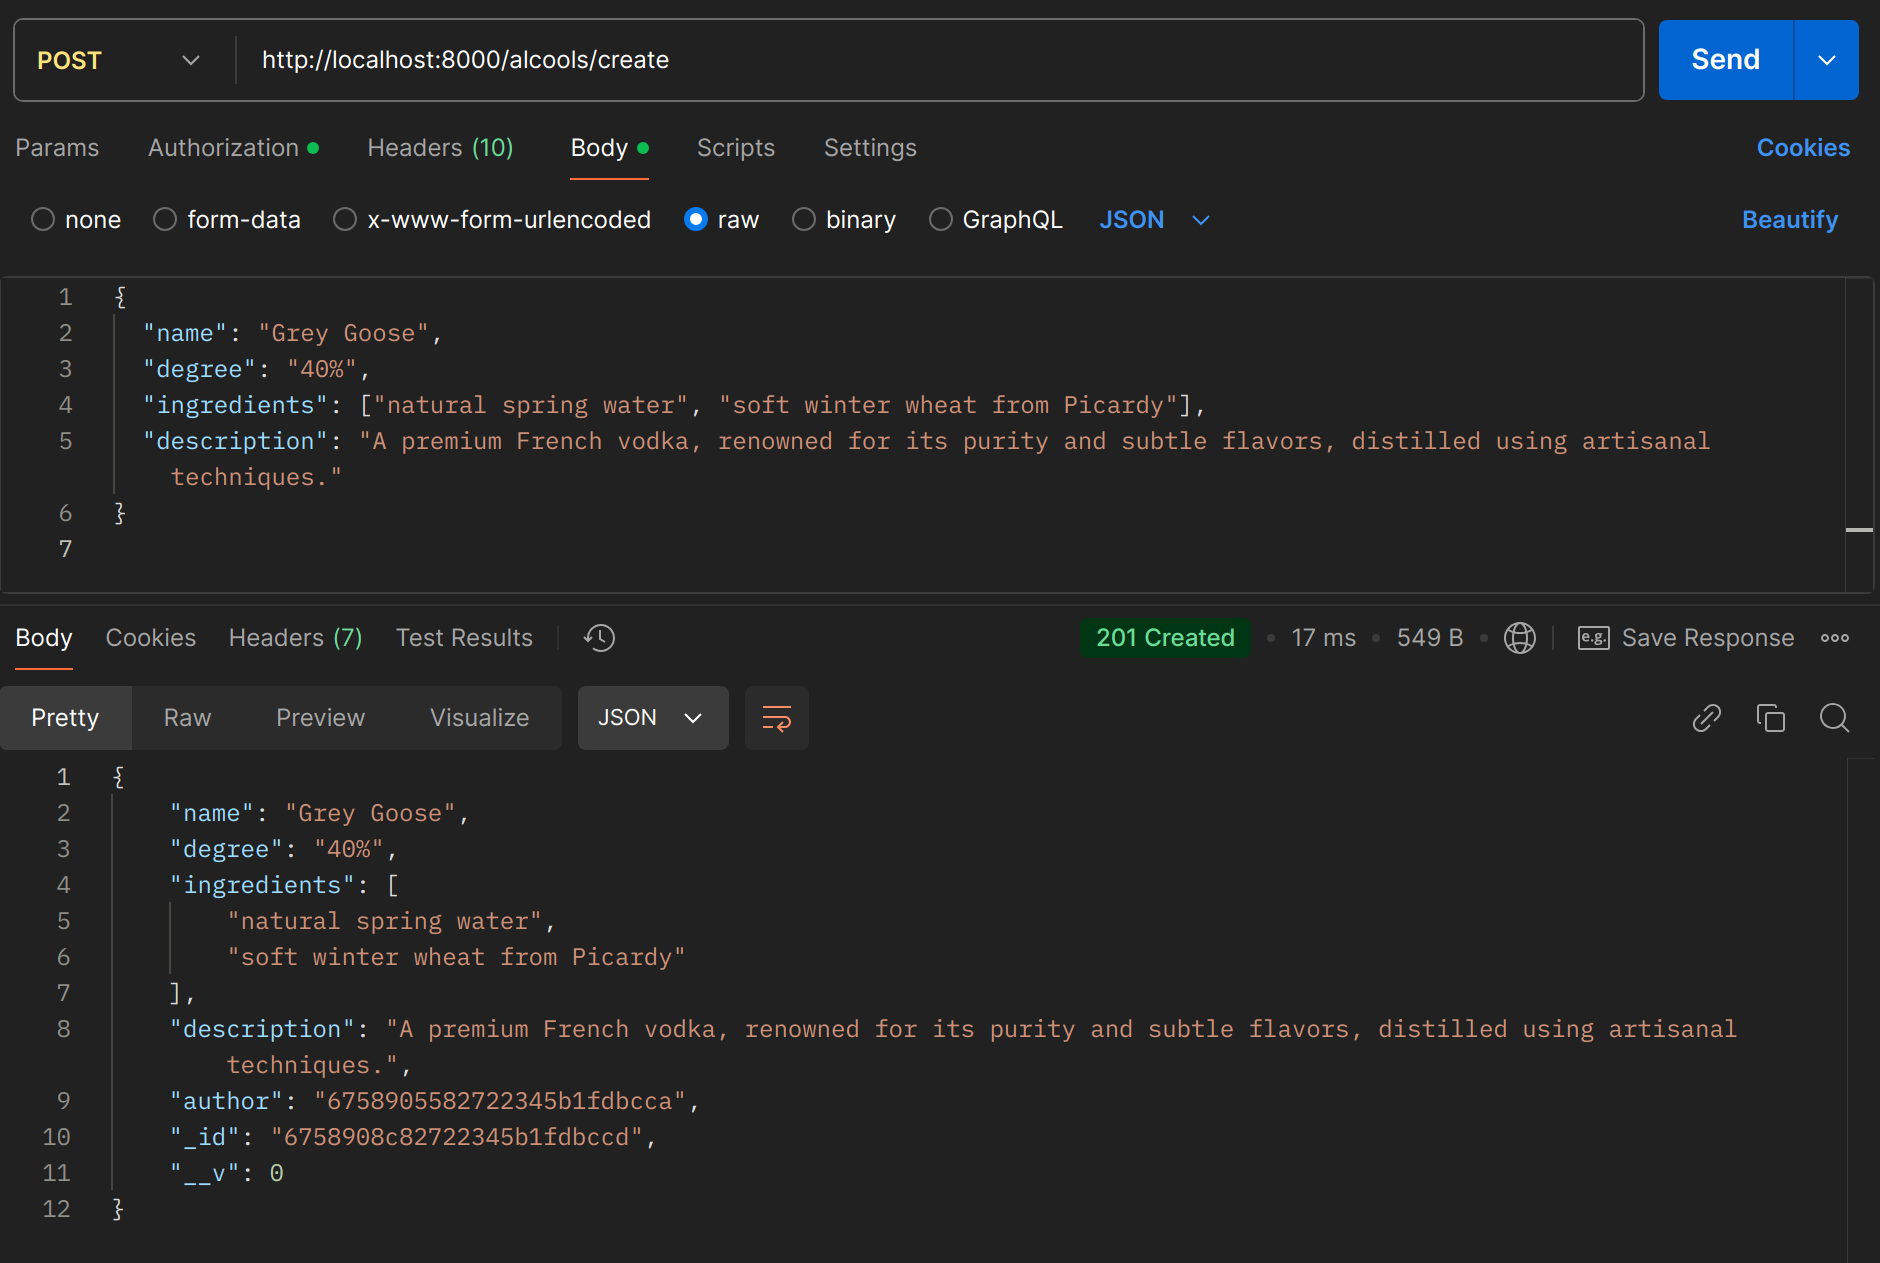 POST http://localhost:8000/alcools/create Send
Params Authorization Headers (10) Body Scripts Settings Cookies
none form-data x-www-form-urlencoded raw binary GraphQL JSON Beautify
1 {
2 "name": "Grey Goose",
3 "degree": "40%",
4 "ingredients": ["natural spring water", "soft winter wheat from Picardy"],
5 "description": "A premium French vodka, renowned for its purity and subtle flavors, distilled using artisanal
techniques."
6 }
7
Body Cookies Headers (7) Test Results 201 Created 17 ms 549 B e.g. Save Response
Pretty Raw Preview Visualize JSON
1 {
2 "name": "Grey Goose",
3 "degree": "40%",
4 "ingredients": [
5 "natural spring water",
6 "soft winter wheat from Picardy"
7 ],
8 "description": "A premium French vodka, renowned for its purity and subtle flavors, distilled using artisanal
techniques.",
9 "author": "6758905582722345b1fdbcca",
10 "_id": "6758908c82722345b1fdbccd",
11 "__v": 0
12 }